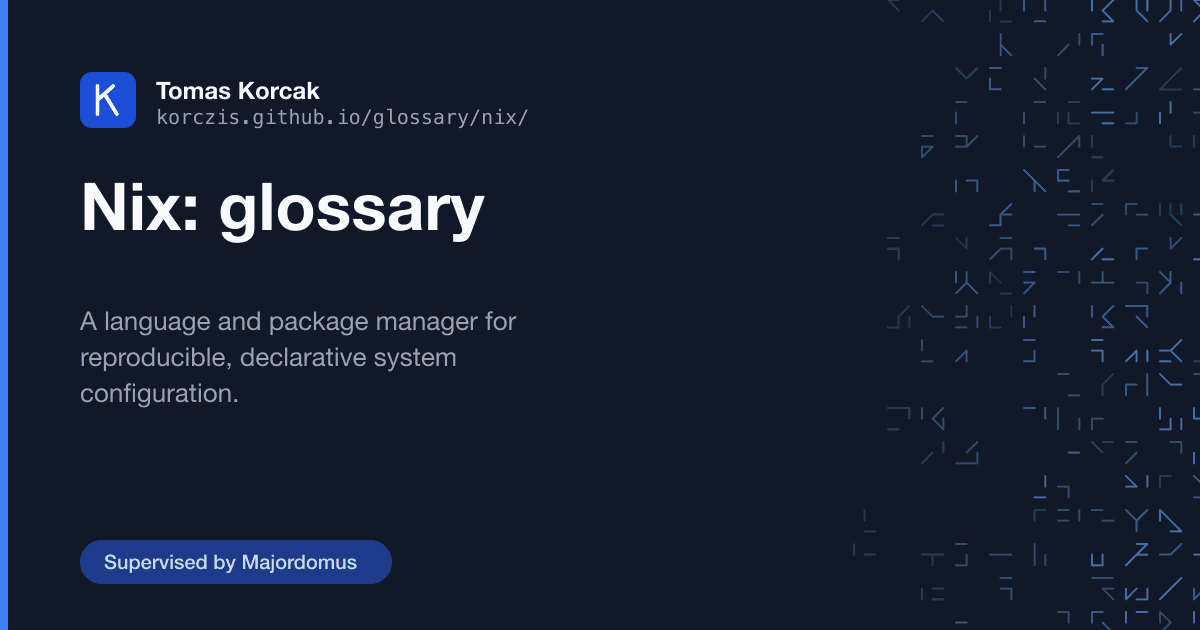 K
Tomas Korcak
korczis.github.io/glossary/nix/
Nix: glossary
A language and package manager for
reproducible, declarative system
configuration.
Supervised by Majordomus